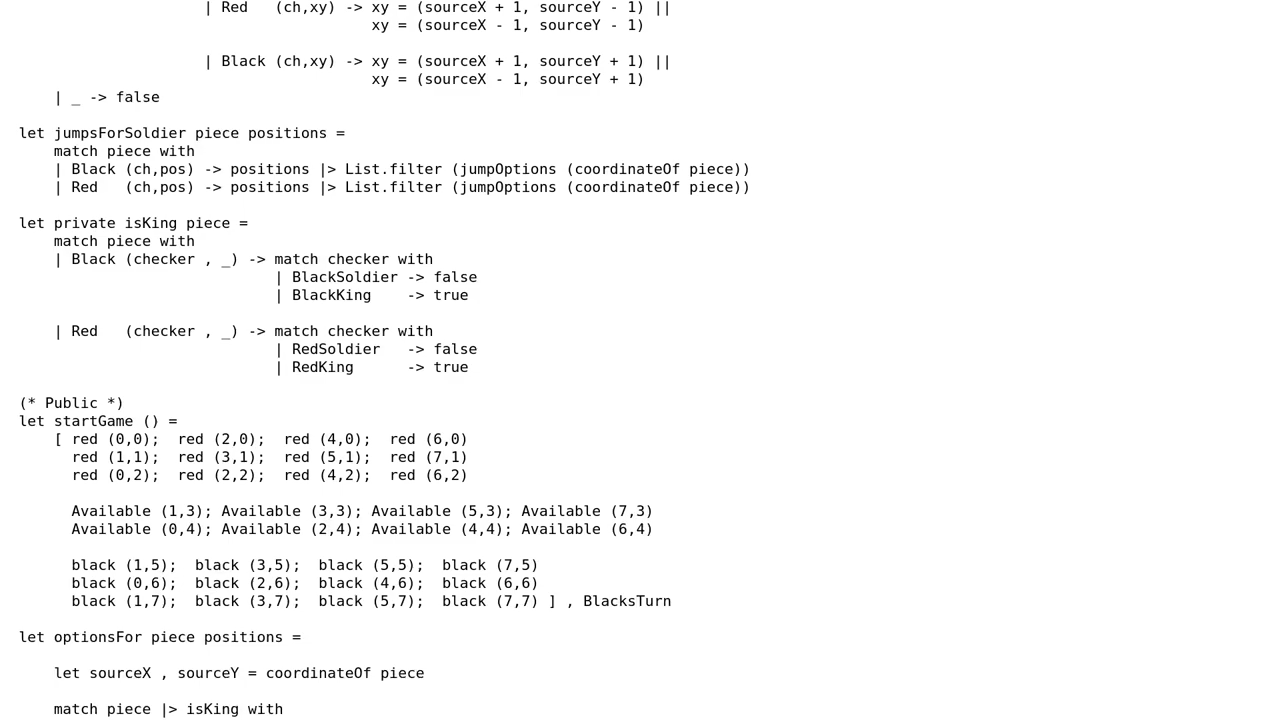 | Red   (ch,xy) -> xy = (sourceX + 1, sourceY - 1) ||
                                        xy = (sourceX - 1, sourceY - 1)

                     | Black (ch,xy) -> xy = (sourceX + 1, sourceY + 1) ||
                                        xy = (sourceX - 1, sourceY + 1)
    | _ -> false

let jumpsForSoldier piece positions =
    match piece with
    | Black (ch,pos) -> positions |> List.filter (jumpOptions (coordinateOf piece))
    | Red   (ch,pos) -> positions |> List.filter (jumpOptions (coordinateOf piece))

let private isKing piece =
    match piece with
    | Black (checker , _) -> match checker with
                             | BlackSoldier -> false
                             | BlackKing    -> true

    | Red   (checker , _) -> match checker with
                             | RedSoldier   -> false
                             | RedKing      -> true

(* Public *)
let startGame () =
    [ red (0,0);  red (2,0);  red (4,0);  red (6,0)
      red (1,1);  red (3,1);  red (5,1);  red (7,1)
      red (0,2);  red (2,2);  red (4,2);  red (6,2)

      Available (1,3); Available (3,3); Available (5,3); Available (7,3)
      Available (0,4); Available (2,4); Available (4,4); Available (6,4)

      black (1,5);  black (3,5);  black (5,5);  black (7,5)
      black (0,6);  black (2,6);  black (4,6);  black (6,6)
      black (1,7);  black (3,7);  black (5,7);  black (7,7) ] , BlacksTurn

let optionsFor piece positions =

    let sourceX , sourceY = coordinateOf piece

    match piece |> isKing with